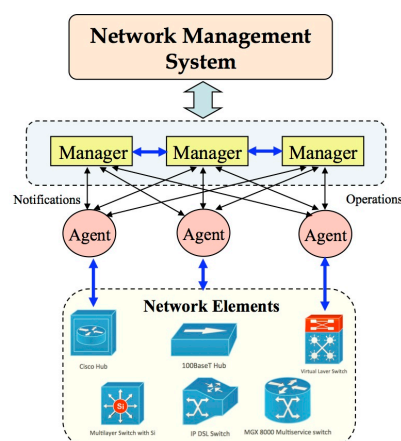 Network Management
System
Manager Manager Manager
Notifications Operations
Agent Agent Agent
Network Elements
Cisco Hub 100BaseT Hub Virtual Layer Switch
Si
Multilayer Switch with Si IP DSL Switch MGX 8000 Multiservice switch